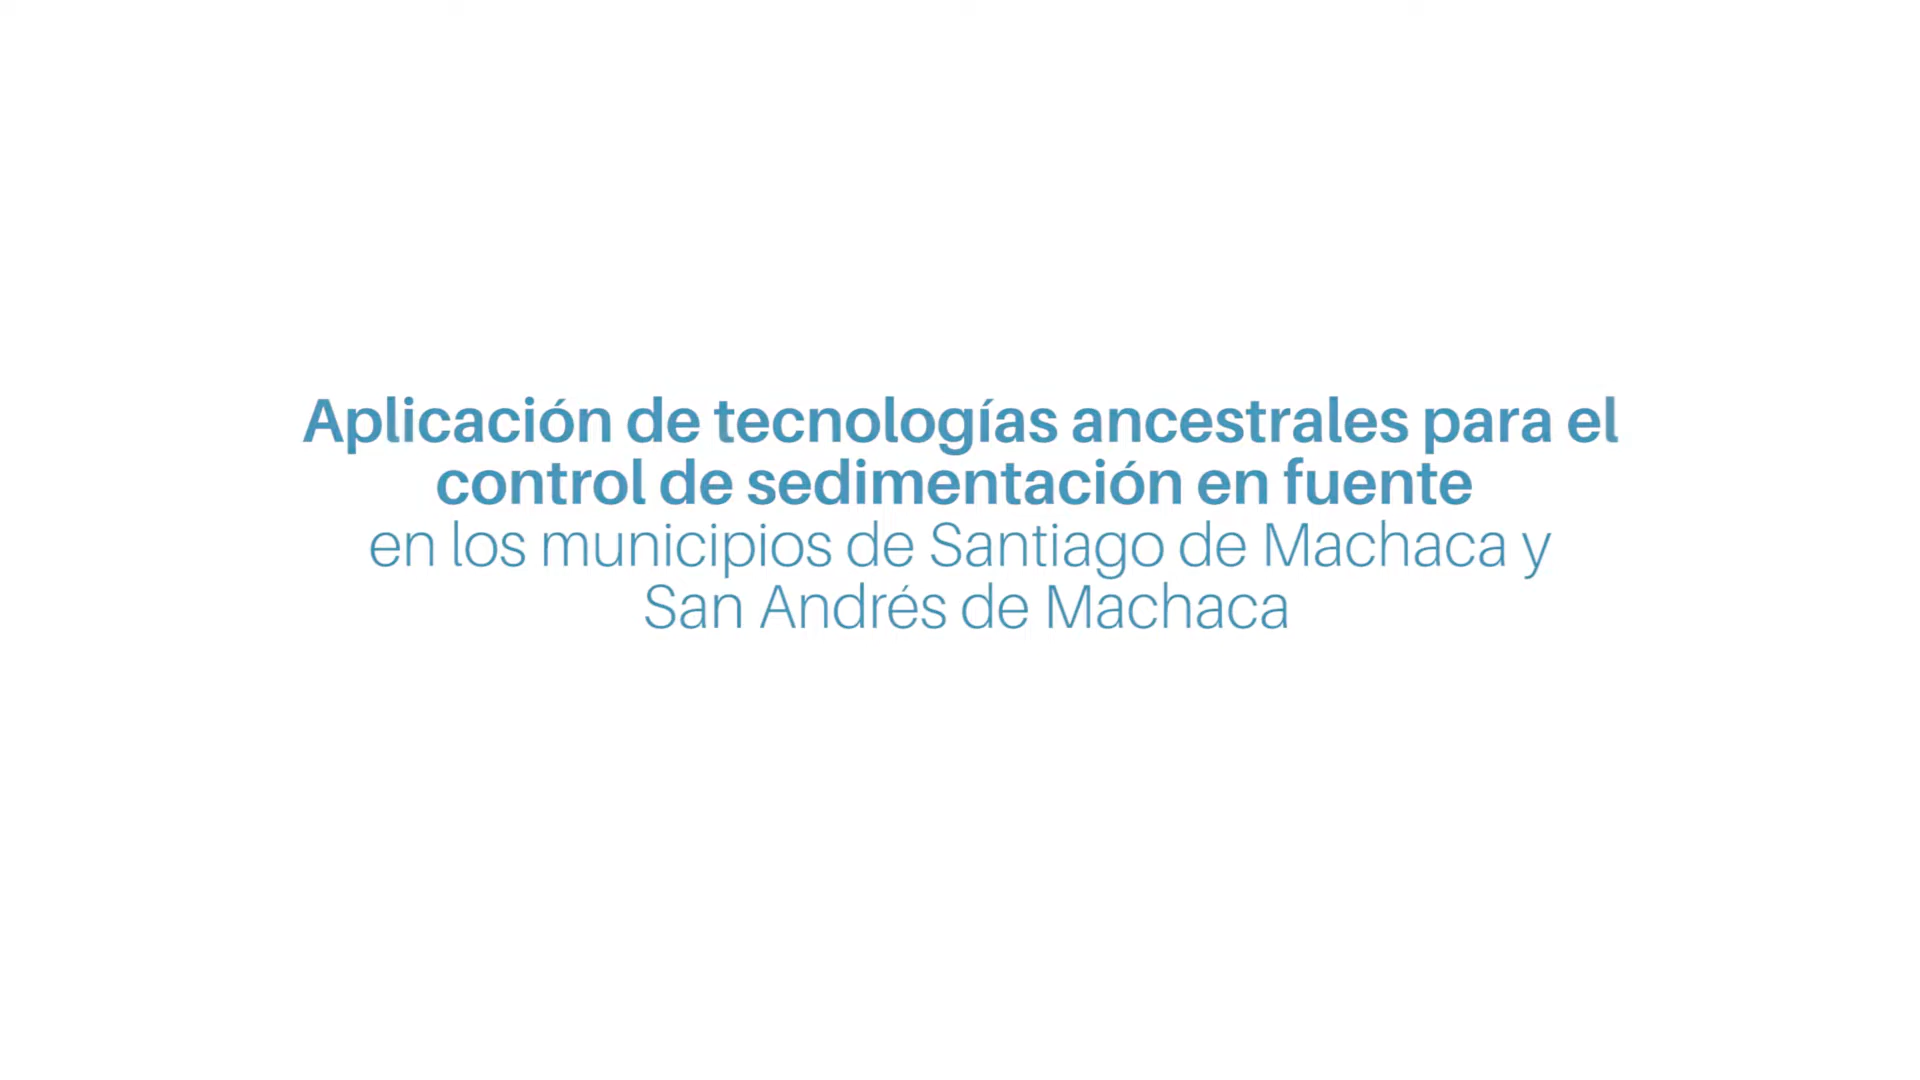 Aplicación de tecnologías ancestrales para el
control de sedimentación en fuente
en los municipios de Santiago de Machaca y
San Andrés de Machaca